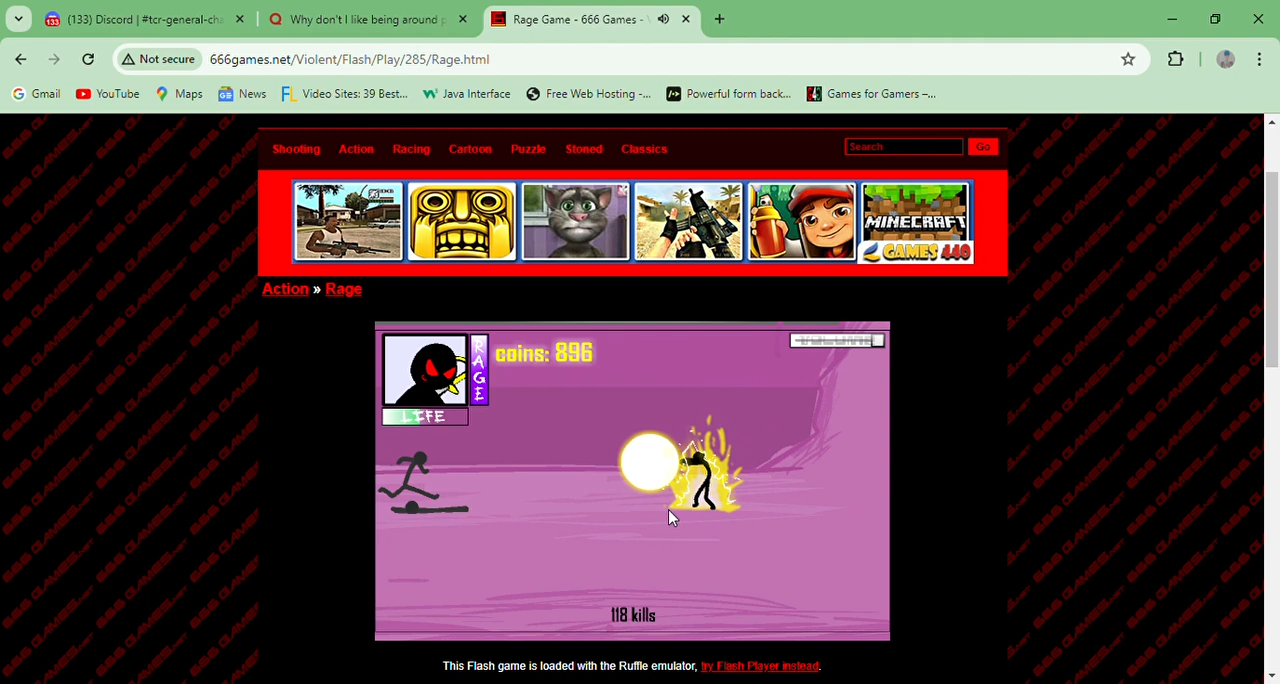 (133) Discord | #tcr-general-cha
Why don't I like being around p
Rage Game - 666 Games - V
Not secure
666games.net/Violent/Flash/Play/285/Rage.html
Gmail
YouTube
Maps
News
Video Sites: 39 Best...
Java Interface
Free Web Hosting -...
Powerful form back...
Games for Gamers –...
Shooting
Action
Racing
Cartoon
Puzzle
Stoned
Classics
Search
Go
MINECRAFT
GAMES 440
Action » Rage
RAGE
coins: 896
LIFE
118 kills
This Flash game is loaded with the Ruffle emulator, try Flash Player instead.